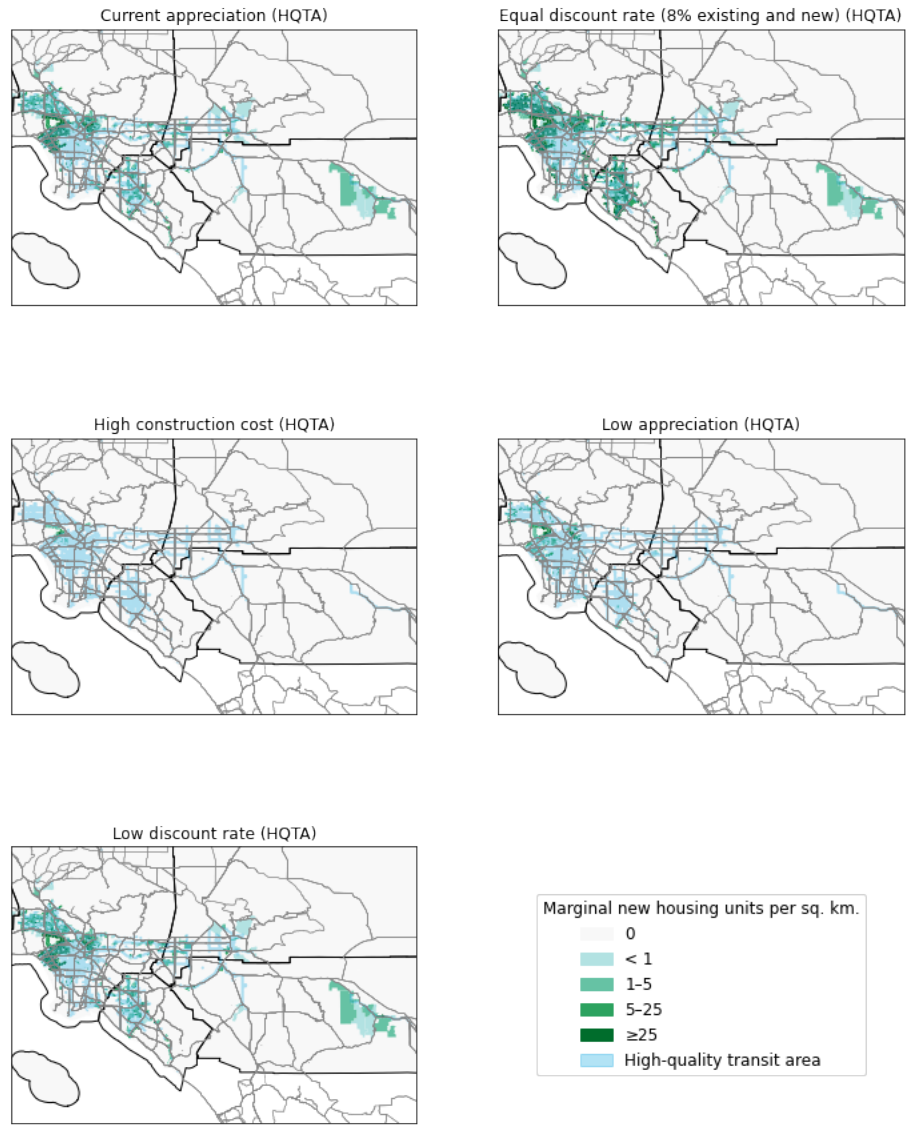 Current appreciation (HQTA)
Equal discount rate (8% existing and new) (HQTA)
High construction cost (HQTA)
Low appreciation (HQTA)
Low discount rate (HQTA)
Marginal new housing units per sq. km.
0
< 1
1–5
5–25
≥25
High-quality transit area